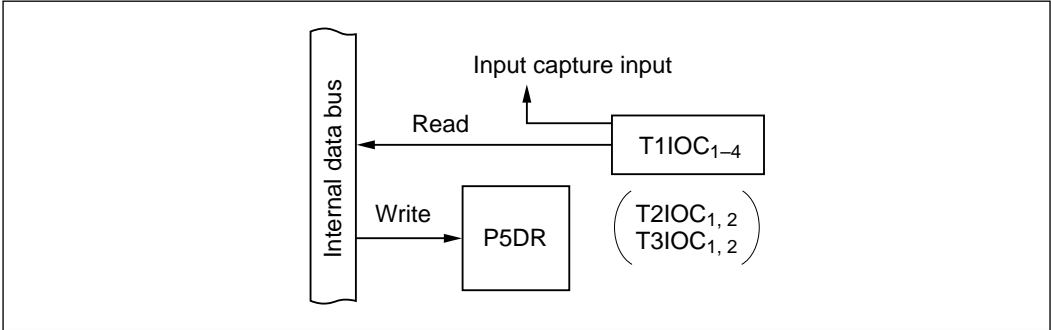 Input capture input
Internal data bus
Read
T1IOC1–4
Write
P5DR
T2IOC1, 2
T3IOC1, 2